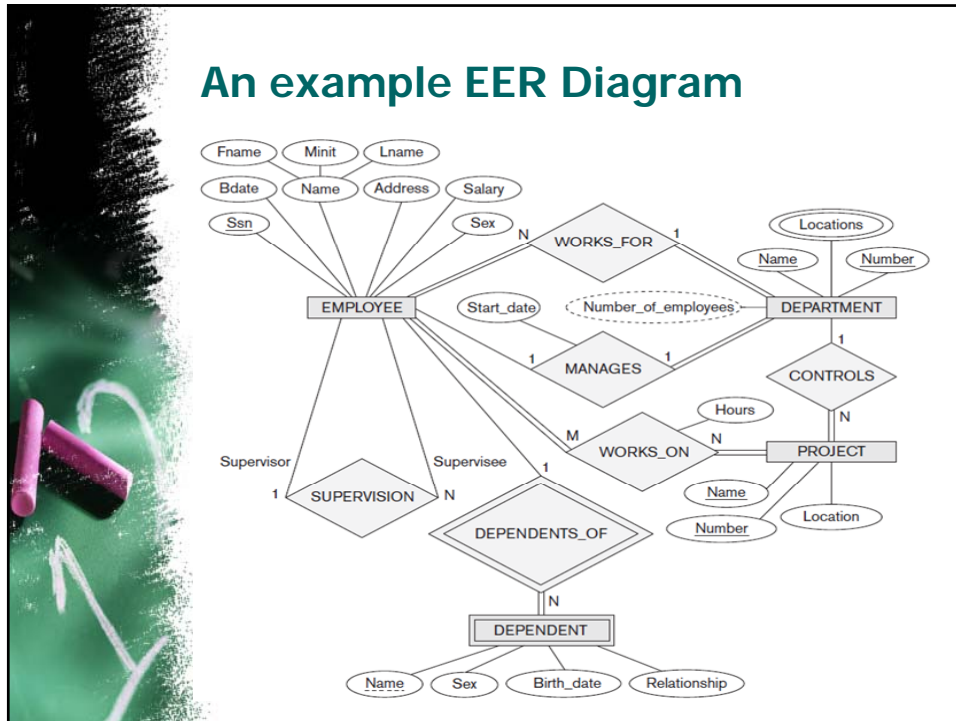 An example EER Diagram
Fname Minit Lname
Bdate Name Address Salary
Ssn Sex
Locations
N WORKS_FOR 1
Name Number
EMPLOYEE Start_date Number_of_employees DEPARTMENT
1 MANAGES 1
1
CONTROLS
N
Hours
M WORKS_ON N PROJECT
Supervisor Supervisee
1 SUPERVISION N
1
Name
Number Location
DEPENDENTS_OF
N
DEPENDENT
Name Sex Birth_date Relationship